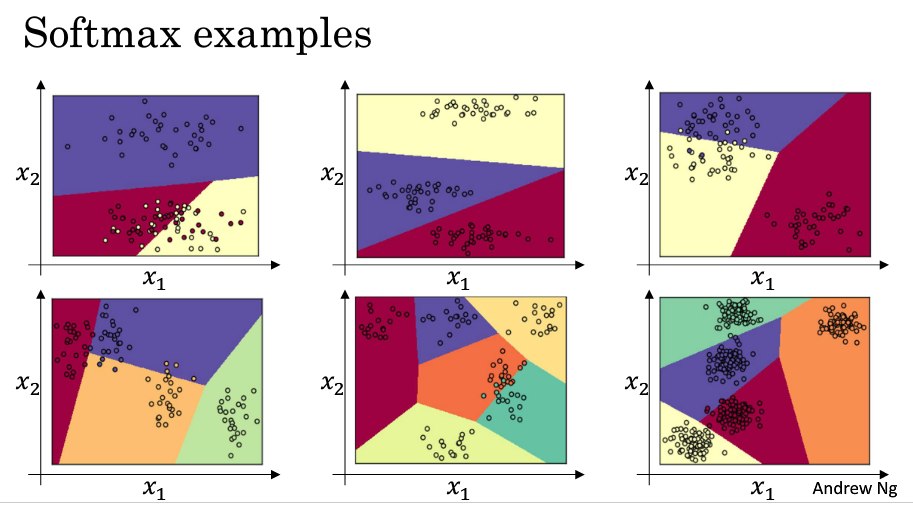 Softmax examples
x₂
x₁
x₂
x₁
x₂
x₁
x₂
x₁
x₂
x₁
x₂
x₁
Andrew Ng